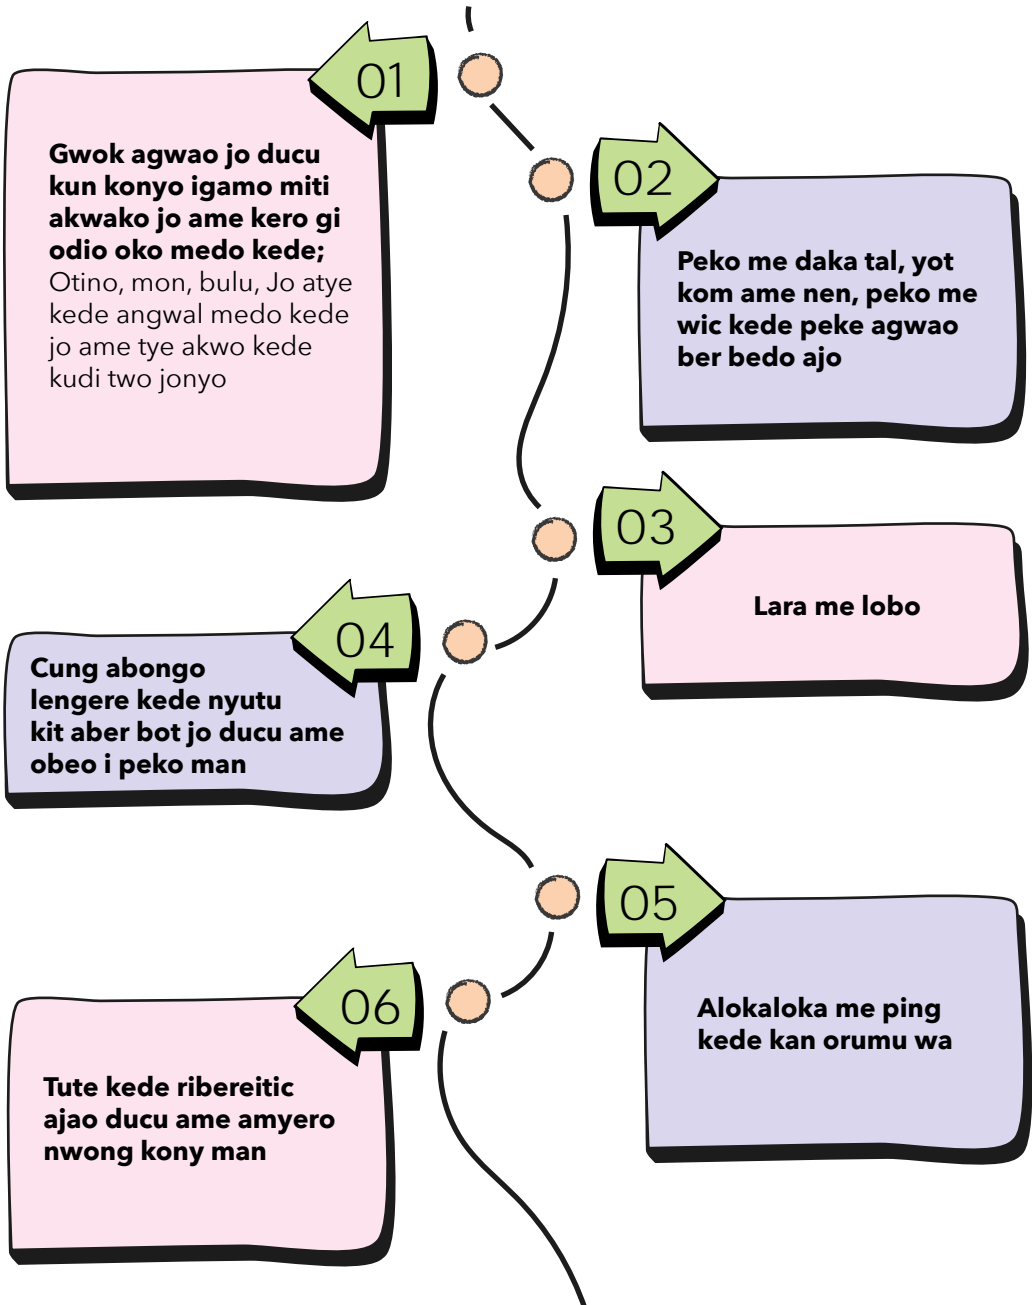 01
Gwok agwao jo ducu
kun konyo igamo miti
akwako jo ame kero gi
odio oko medo kede;
Otino, mon, bulu, Jo atye
kede angwal medo kede
jo ame tye akwo kede
kudi two jonyo
02
Peko me daka tal, yot
kom ame nen, peko me
wic kede peke agwao
ber bedo ajo
03
Lara me lobo
04
Cung abongo
lengere kede nyutu
kit aber bot jo ducu ame
obeo i peko man
05
Alokaloka me ping
kede kan orumu wa
06
Tute kede ribereitic
ajao ducu ame amyero
nwong kony man